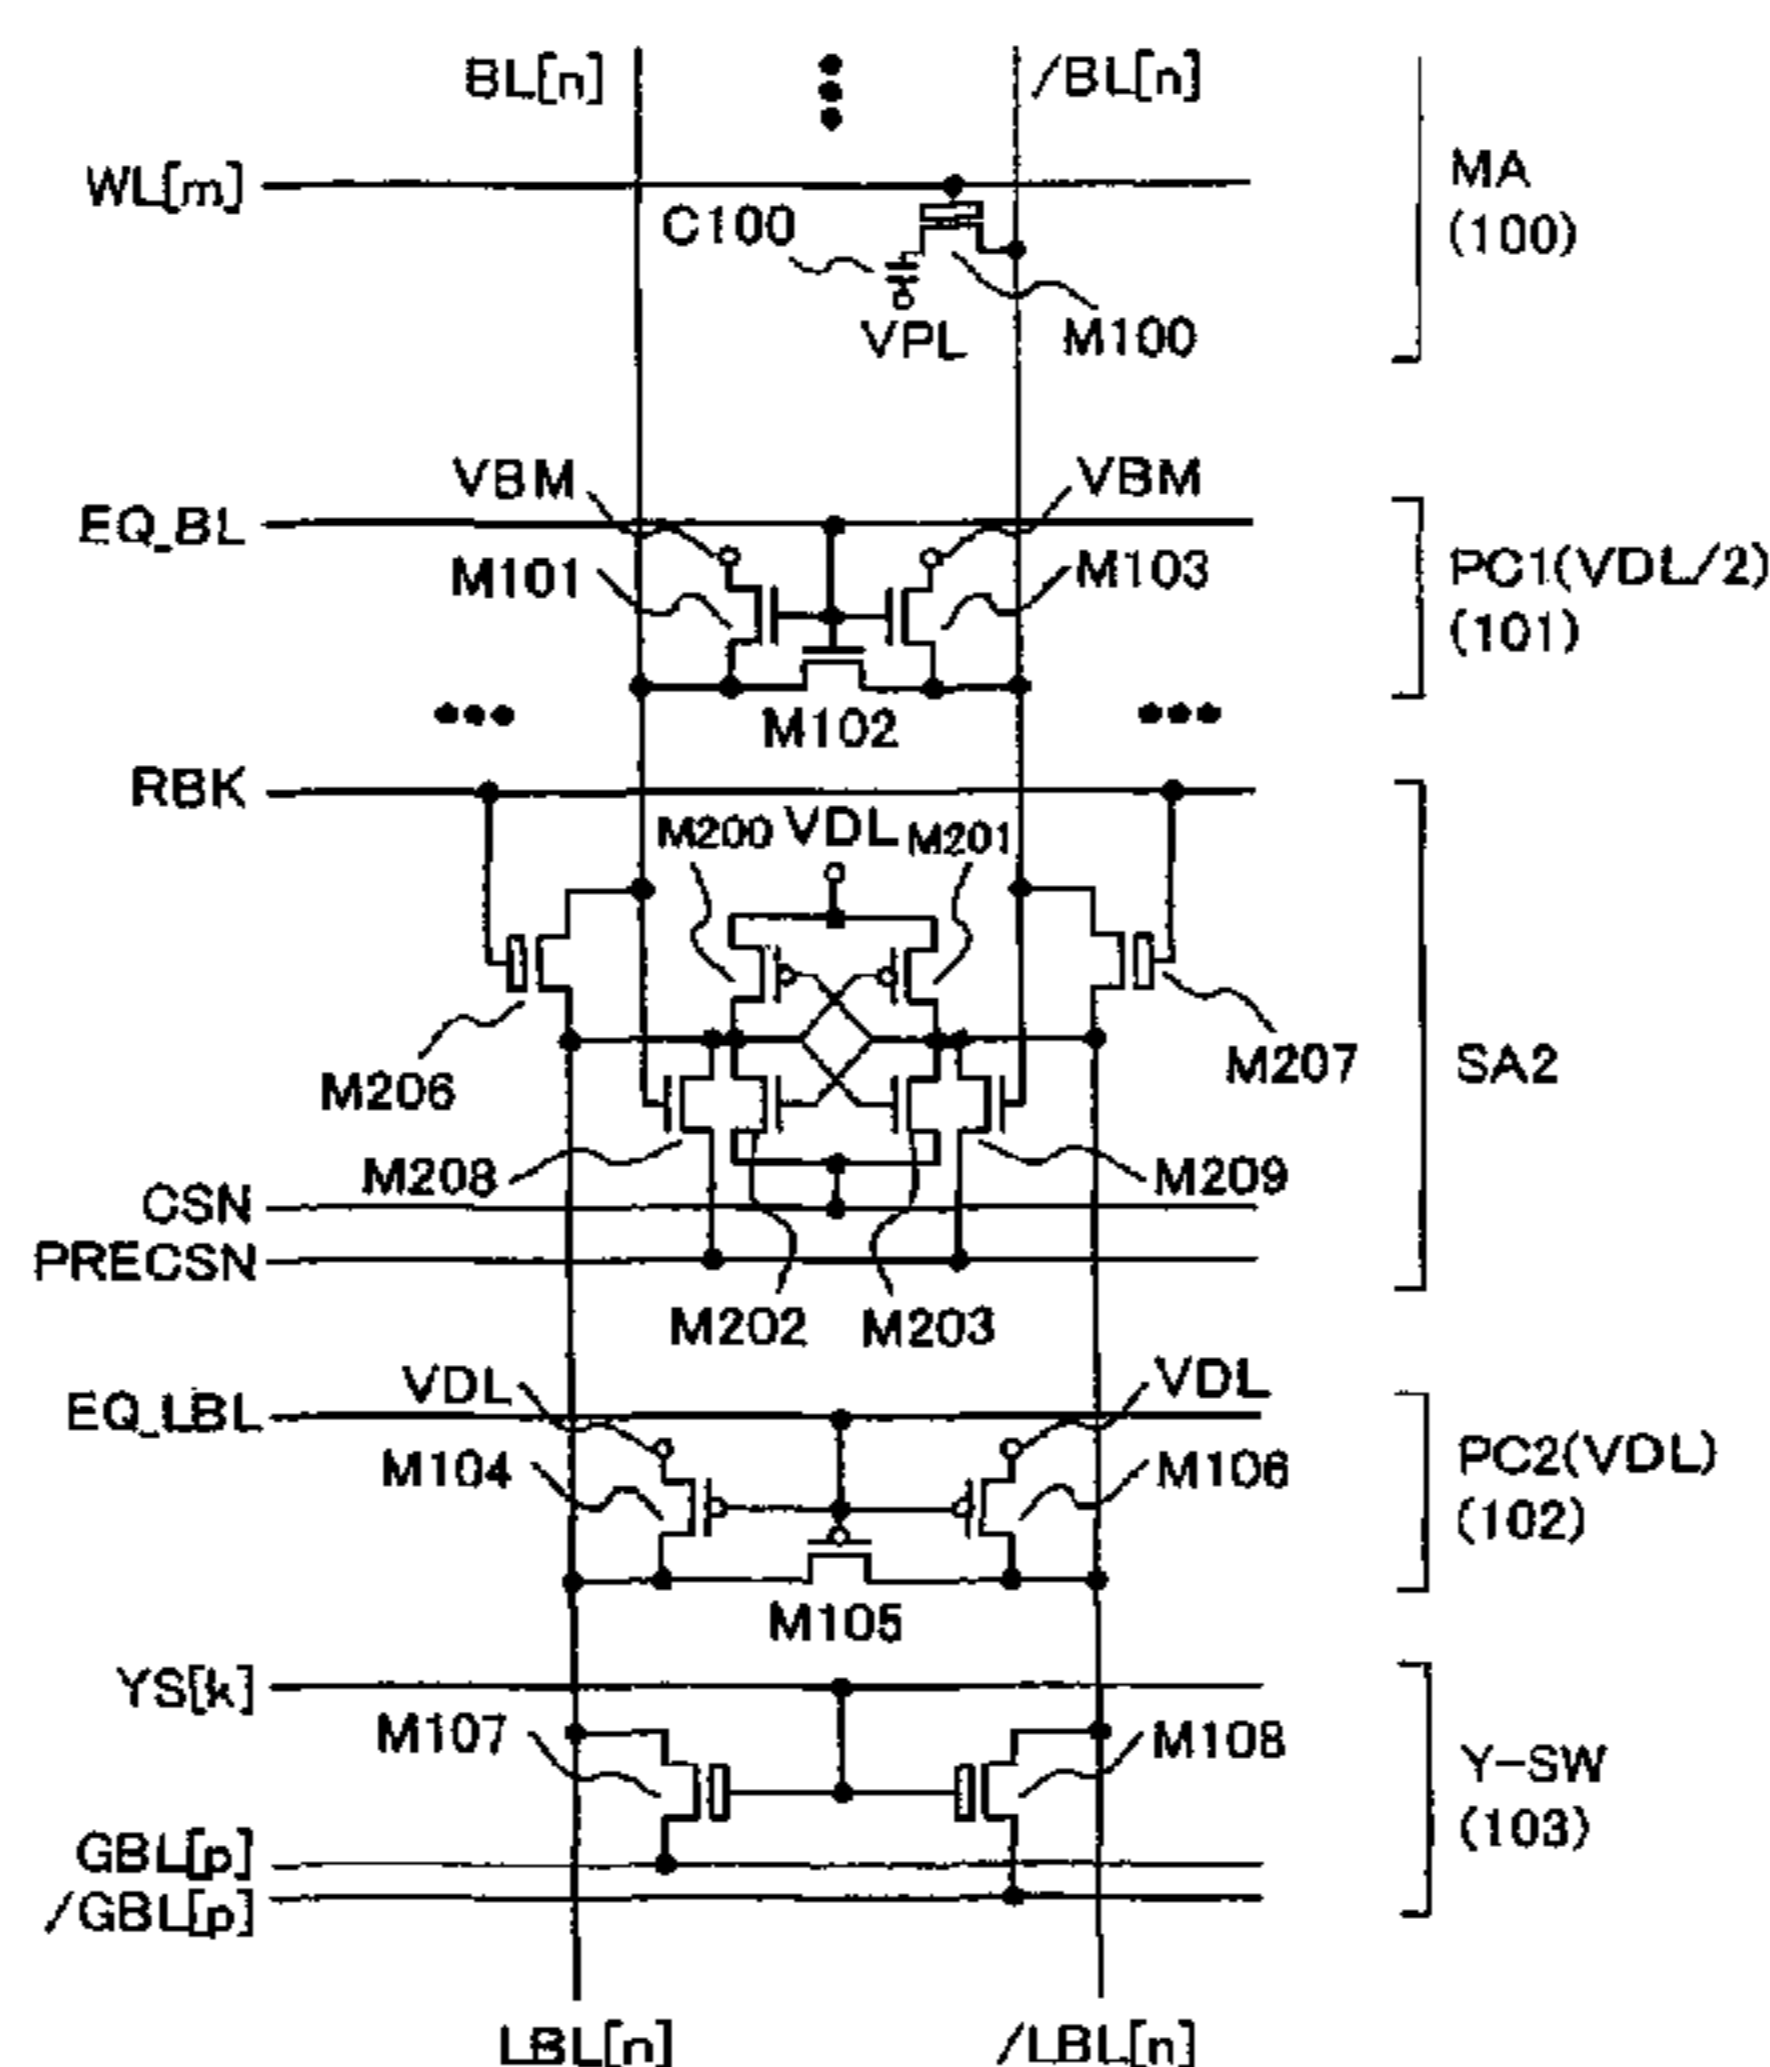 BL[n]
/BL[n]
WL[m]
MA
(100)
C100
VPL
M100
VBM
VBM
EQ_BL
M101
M103
PC1(VDL/2)
(101)
M102
RBK
M200
VDL
M201
M206
M207
SA2
M208
M209
CSN
PRECSN
M202
M203
VDL
VDL
EQ_LBL
M104
M106
PC2(VDL)
(102)
M105
YS[k]
M107
M108
Y-SW
(103)
GBL[p]
/GBL[p]
LBL[n]
/LBL[n]